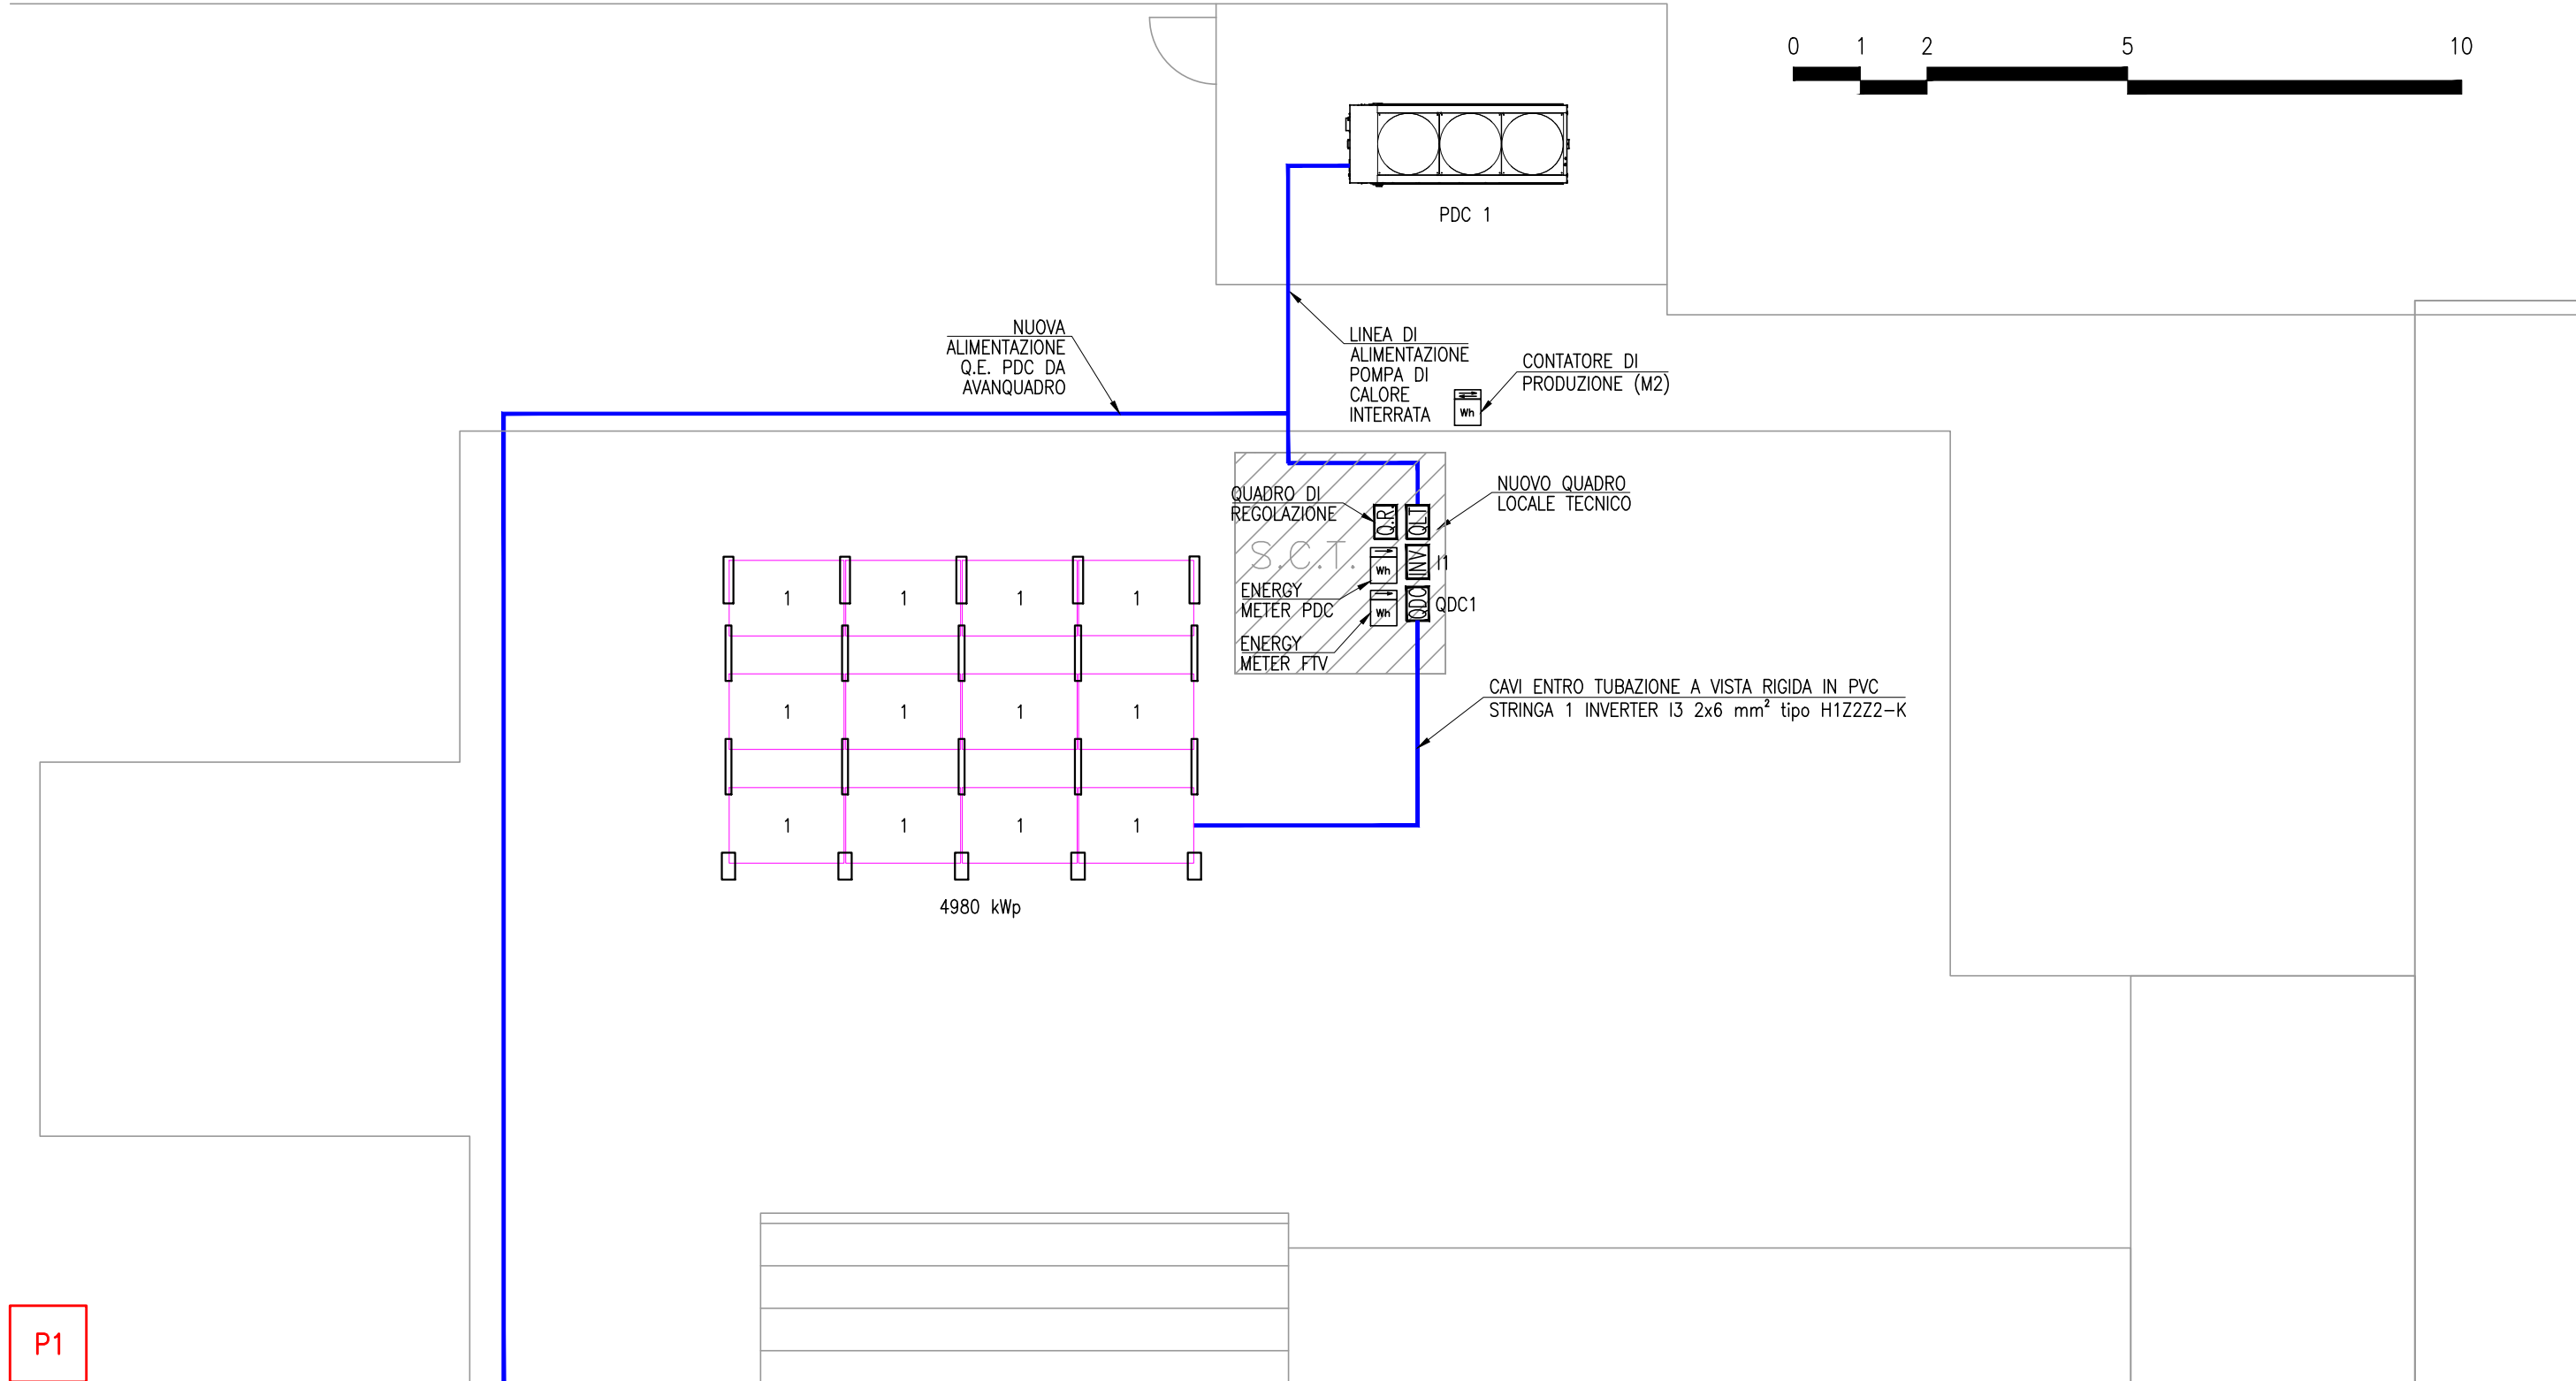 0 1 2 5 10
PDC 1
NUOVA
ALIMENTAZIONE
Q.E. PDC DA
AVANQUADRO
LINEA DI
ALIMENTAZIONE
POMPA DI
CALORE
INTERRATA
CONTATORE DI
PRODUZIONE (M2)
Wh
QUADRO DI
REGOLAZIONE
Q.R.
QLT
NUOVO QUADRO
LOCALE TECNICO
S.C.T.
Wh
INV
I1
ENERGY
METER PDC
Wh
QDC
QDC1
ENERGY
METER FTV
CAVI ENTRO TUBAZIONE A VISTA RIGIDA IN PVC
STRINGA 1 INVERTER I3 2x6 mm² tipo H1Z2Z2-K
1 1 1 1
1 1 1 1
1 1 1 1
4980 kWp
P1